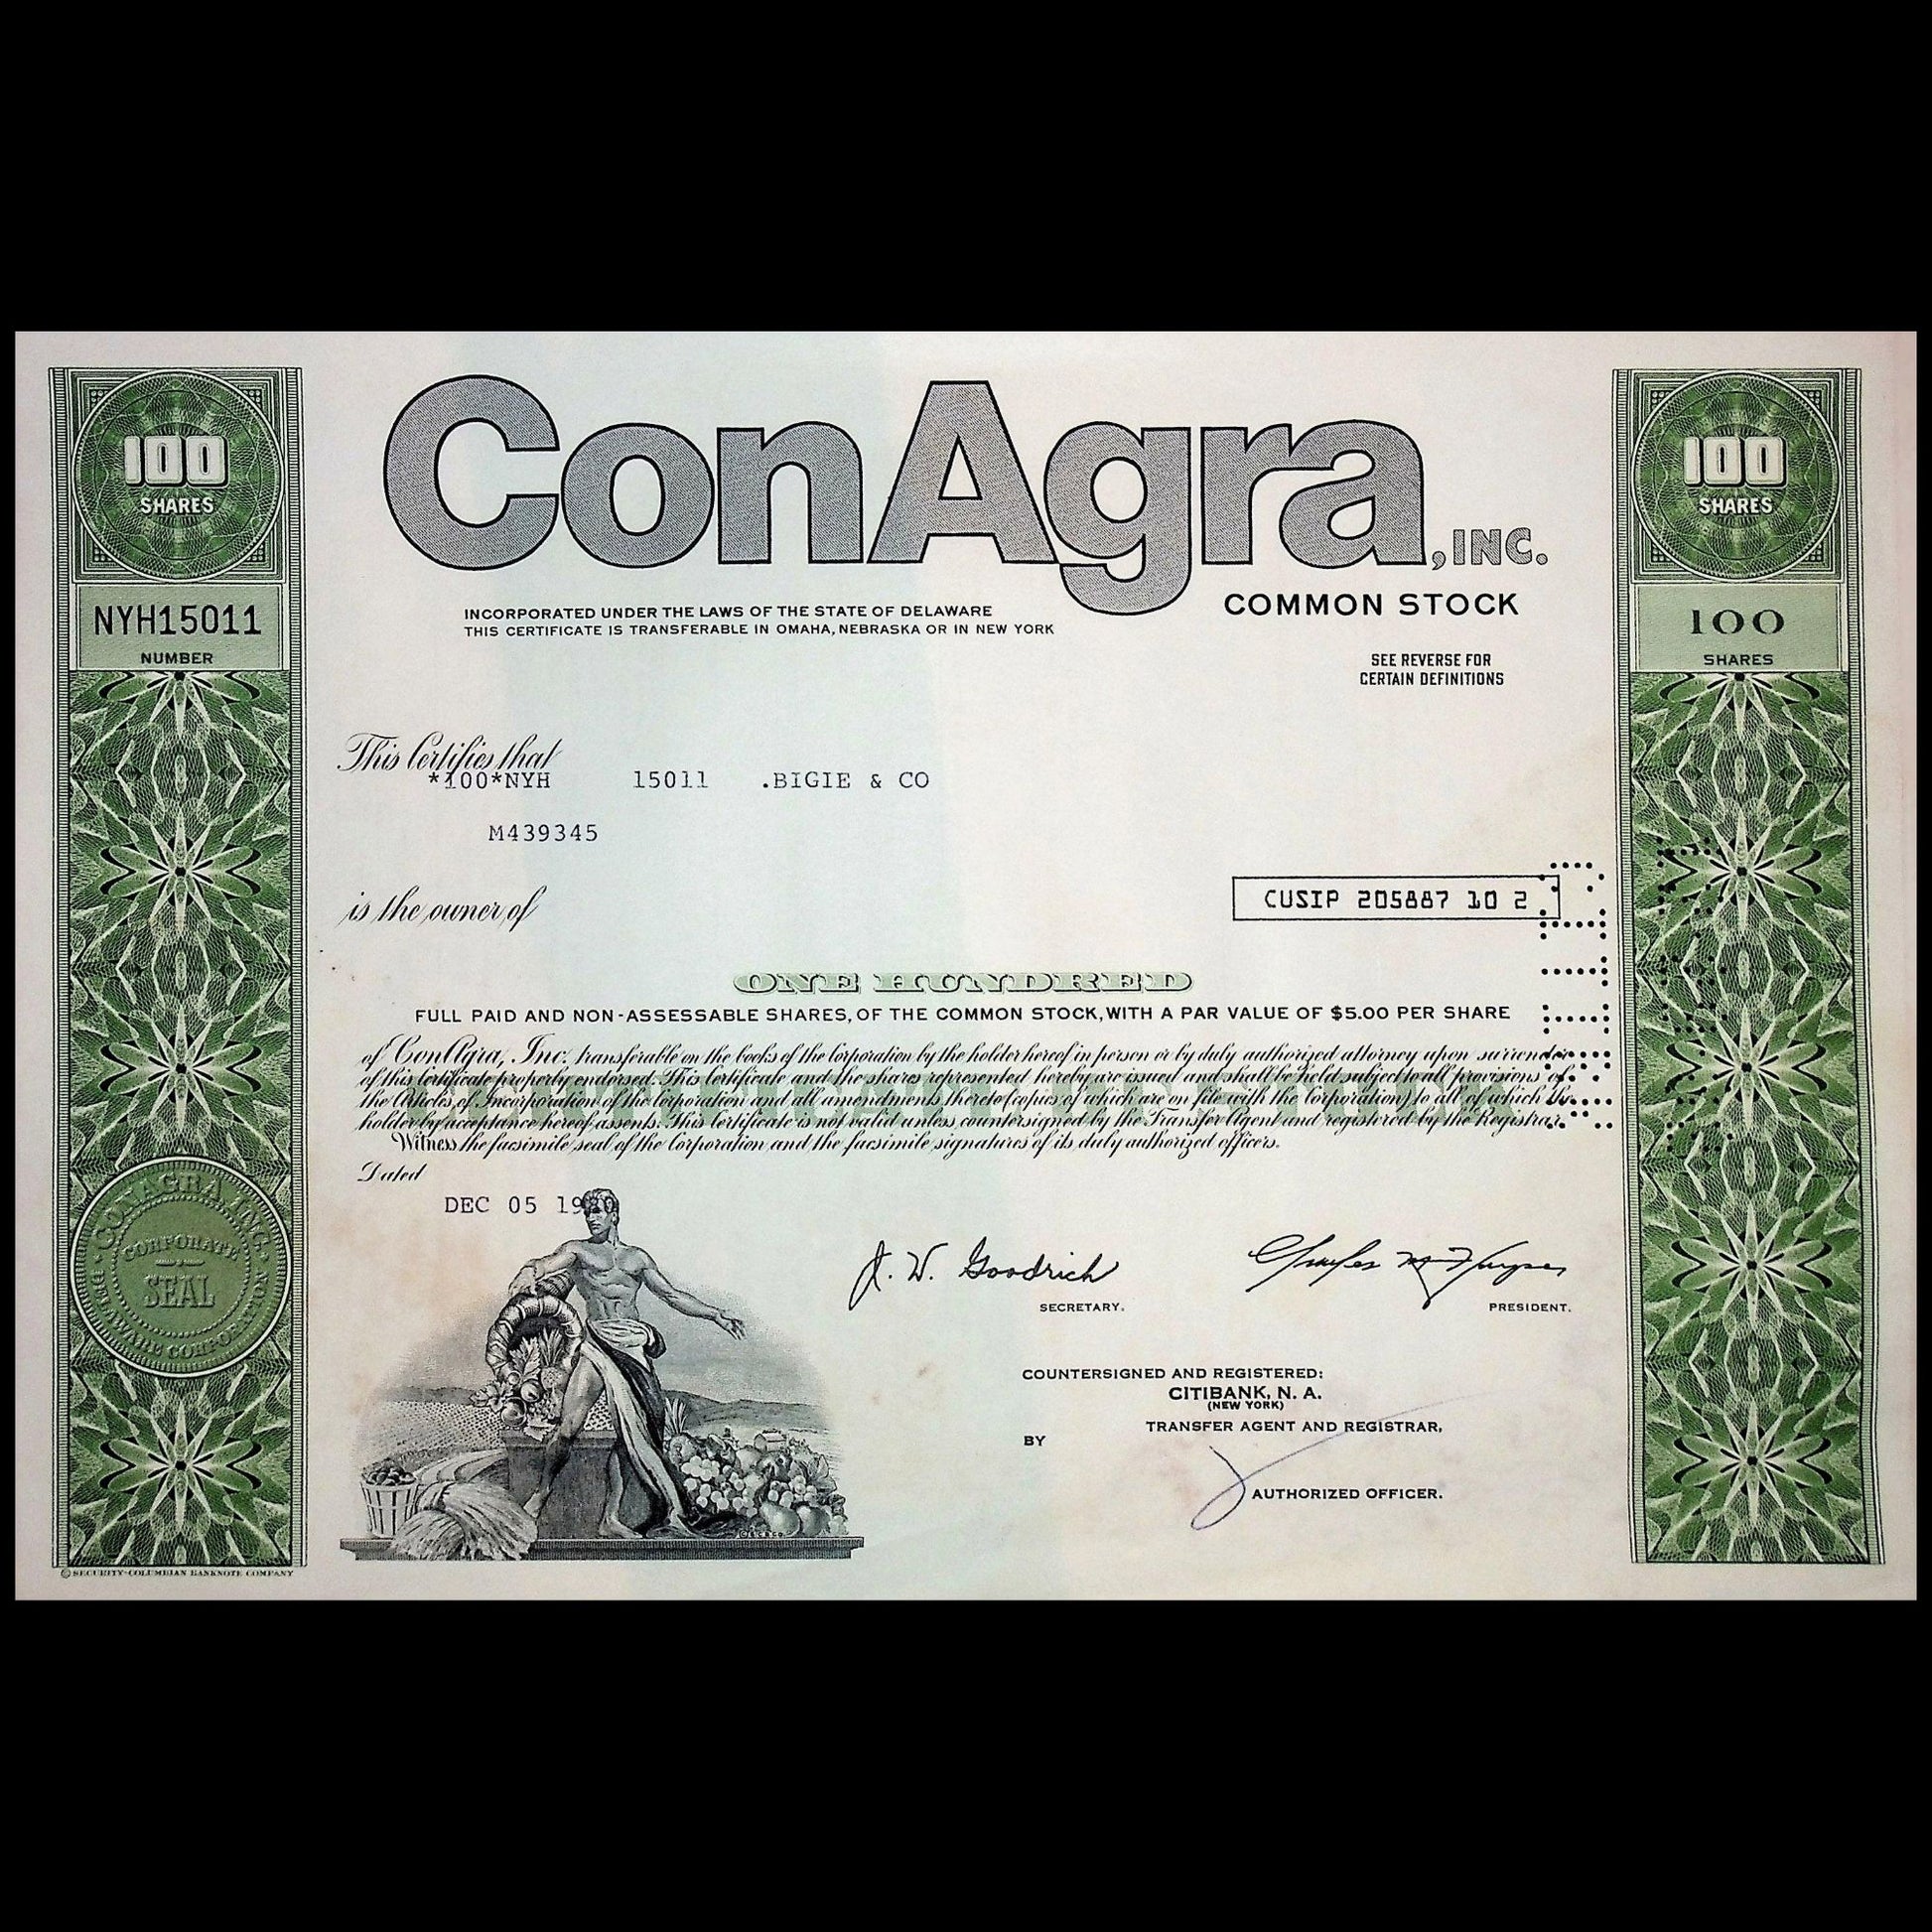 100
SHARES
NYH15011
NUMBER
ConAgra, INC.
INCORPORATED UNDER THE LAWS OF THE STATE OF DELAWARE
THIS CERTIFICATE IS TRANSFERABLE IN OMAHA, NEBRASKA OR IN NEW YORK
COMMON STOCK
SEE REVERSE FOR
CERTAIN DEFINITIONS
100
SHARES
100
SHARES
This Certifies that
*100*NYH 15011 .BIGIE & CO
M439345
is the owner of
CUSIP 205887 10 2
ONE HUNDRED
FULL PAID AND NON-ASSESSABLE SHARES, OF THE COMMON STOCK, WITH A PAR VALUE OF $5.00 PER SHARE
of ConAgra, Inc. transferable on the books of the Corporation by the holder hereof in person or by duly authorized attorney upon surrender
of this certificate properly endorsed. This Certificate and the shares represented hereby are issued and shall be held subject to all provisions of
the Articles of Incorporation of the Corporation and all amendments thereto (copies of which are on file with the Corporation) to all of which the
holder by acceptance hereof assents. This Certificate is not valid unless countersigned by the Transfer Agent and registered by the Registrar.
Witness the facsimile seal of the Corporation and the facsimile signatures of its duly authorized officers.
Dated
DEC 05
CONAGRA, INC.
CORPORATE
SEAL
DELAWARE CORPORATION
J. W. Goodrich
SECRETARY.
Charles M. Harper
PRESIDENT.
COUNTERSIGNED AND REGISTERED:
CITIBANK, N. A.
(NEW YORK)
TRANSFER AGENT AND REGISTRAR,
BY
AUTHORIZED OFFICER.
© SECURITY-COLUMBIAN BANKNOTE COMPANY